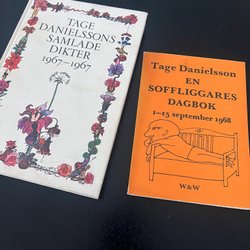 TAGE
DANIELSSONS
SAMLADE
DIKTER
1967–1967
Tage Danielsson
EN
SOFFLIGGARES
DAGBOK
1–15 september 1968
W&W